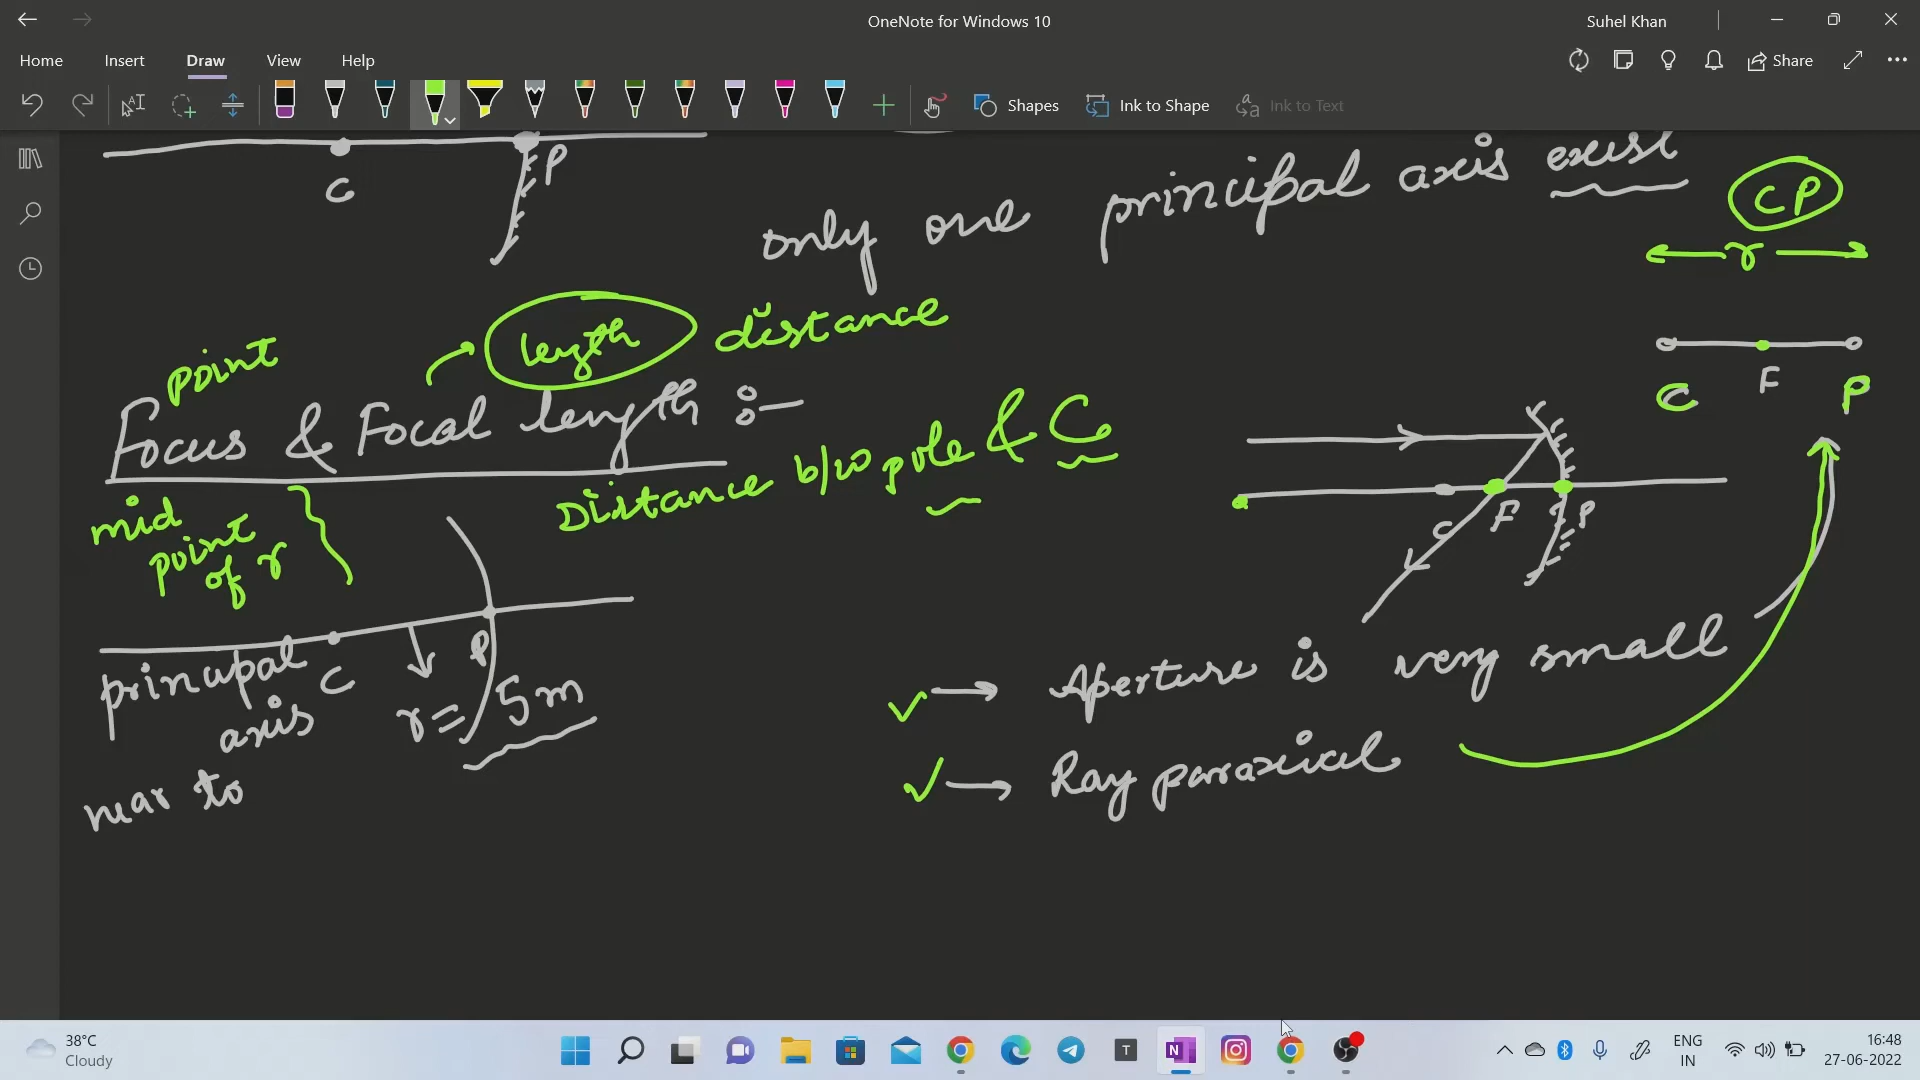 OneNote for Windows 10
Suhel Khan
Home Insert Draw View Help
Share
Shapes Ink to Shape Ink to Text
C P
only one principal axis exist
CP
r
point
length distance
Focus & Focal length :-
C F P
mid point of r
Distance b/w pole & C
C F P
principal axis
C P
r = 5m
near to
Aperture is very small
Ray paraxial
38°C
Cloudy
ENG
IN
16:48
27-06-2022